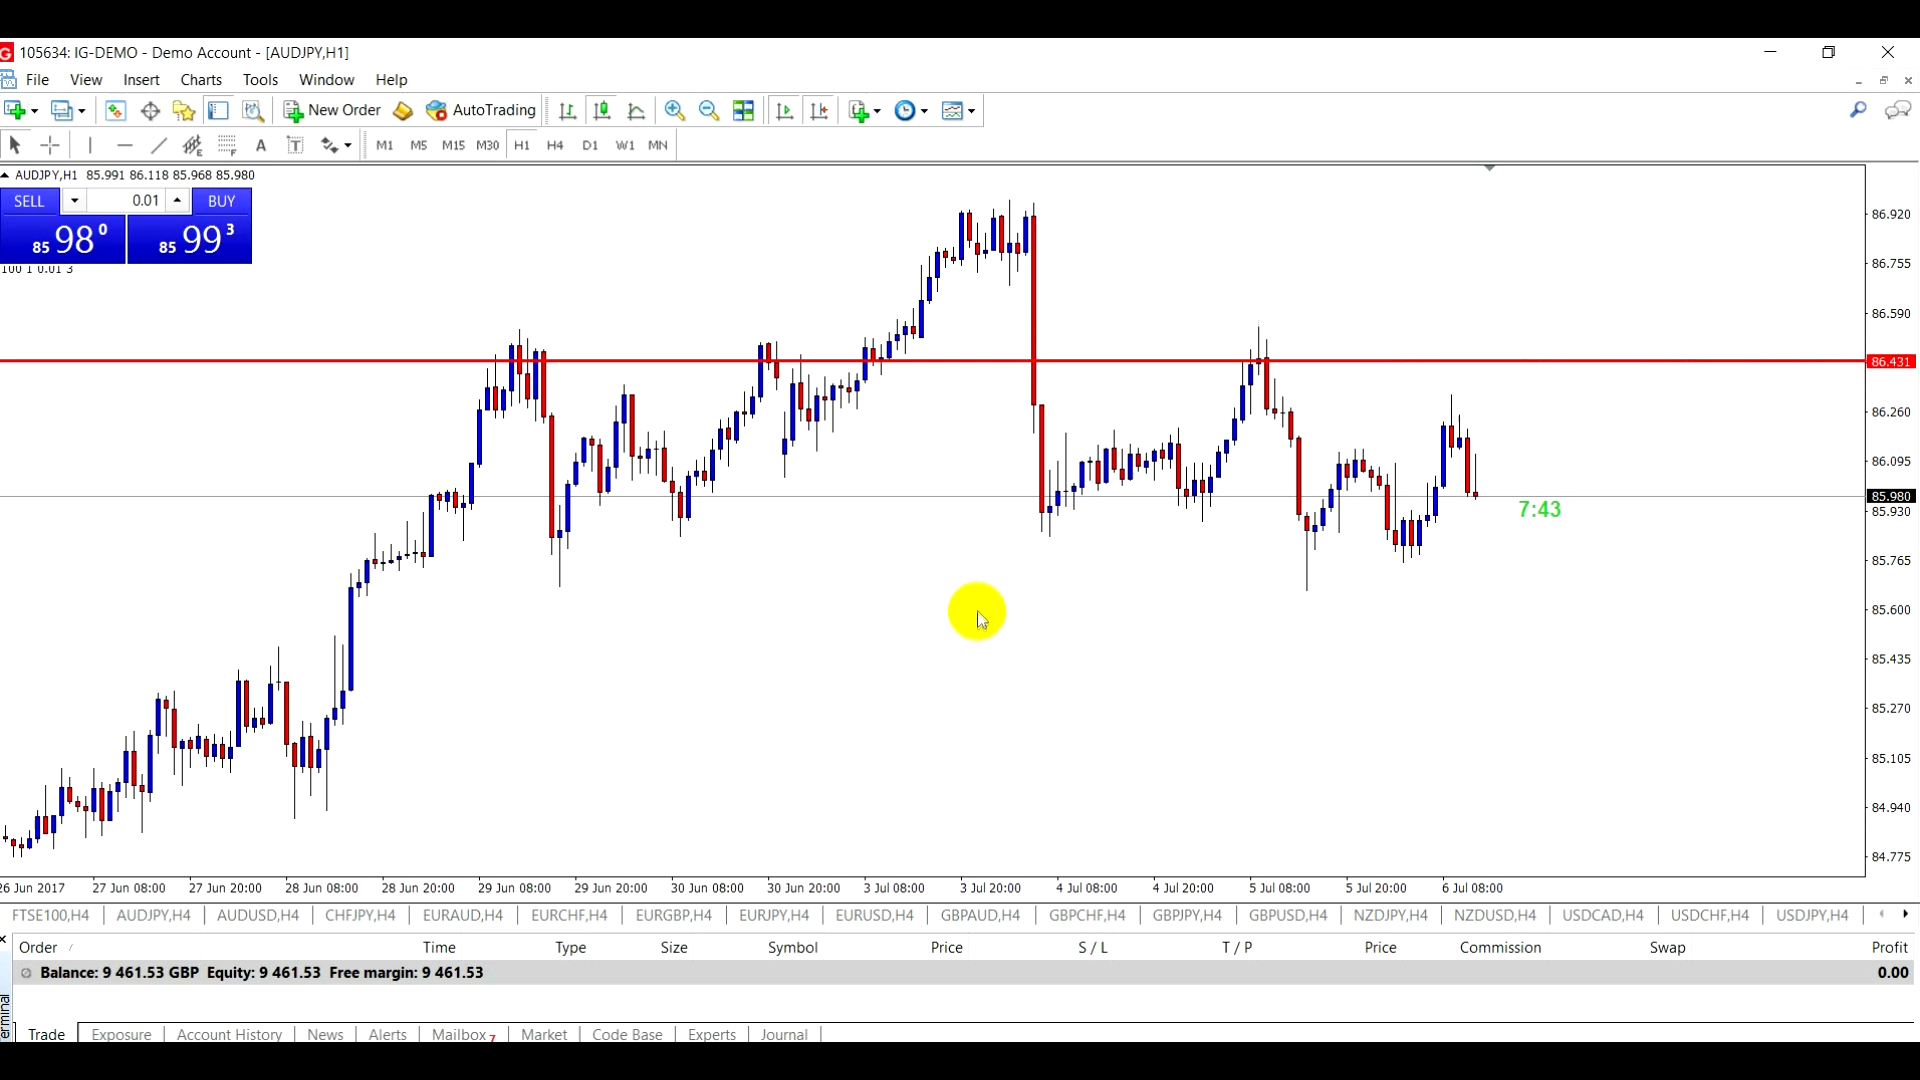 105634: IG-DEMO - Demo Account - [AUDJPY,H1]
File View Insert Charts Tools Window Help
New Order AutoTrading
A T M1 M5 M15 M30 H1 H4 D1 W1 MN
AUDJPY,H1 85.991 86.118 85.968 85.980
SELL 0.01 BUY
85 98 0 85 99 3
100 1 0.01 3
86.920
86.755
86.590
86.431
86.260
86.095
85.980
7:43
85.930
85.765
85.600
85.435
85.270
85.105
84.940
84.775
26 Jun 2017 27 Jun 08:00 27 Jun 20:00 28 Jun 08:00 28 Jun 20:00 29 Jun 08:00 29 Jun 20:00 30 Jun 08:00 30 Jun 20:00 3 Jul 08:00 3 Jul 20:00 4 Jul 08:00 4 Jul 20:00 5 Jul 08:00 5 Jul 20:00 6 Jul 08:00
FTSE100,H4 AUDJPY,H4 AUDUSD,H4 CHFJPY,H4 EURAUD,H4 EURCHF,H4 EURGBP,H4 EURJPY,H4 EURUSD,H4 GBPAUD,H4 GBPCHF,H4 GBPJPY,H4 GBPUSD,H4 NZDJPY,H4 NZDUSD,H4 USDCAD,H4 USDCHF,H4 USDJPY,H4
Order Time Type Size Symbol Price S / L T / P Price Commission Swap Profit
Balance: 9 461.53 GBP Equity: 9 461.53 Free margin: 9 461.53 0.00
erminal
Trade Exposure Account History News Alerts Mailbox 7 Market Code Base Experts Journal